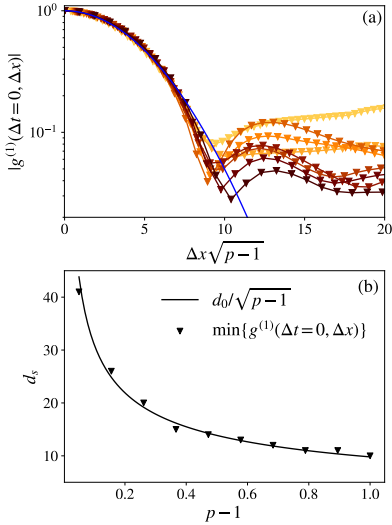 (a)
10⁰
10⁻¹
|g⁽¹⁾(Δt = 0, Δx)|
0 5 10 15 20
Δx√p − 1
(b)
d₀/√p − 1
min{g⁽¹⁾(Δt = 0, Δx)}
40
30
20
10
dₛ
0.2 0.4 0.6 0.8 1.0
p − 1